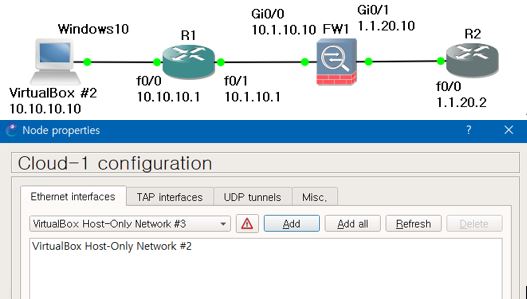 Gi0/1
Gi0/0
1.1.20.10
Windows10
R1
10.1.10.10
FW1
R2
f0/0
f0/1
f0/0
VirtualBox #2
10.10.10.1
10.1.10.1
1.1.20.2
10.10.10.10
Node properties
? ×
Cloud-1 configuration
Ethernet interfaces TAP interfaces UDP tunnels Misc.
VirtualBox Host-Only Network #3 Add Add all Refresh Delete
VirtualBox Host-Only Network #2